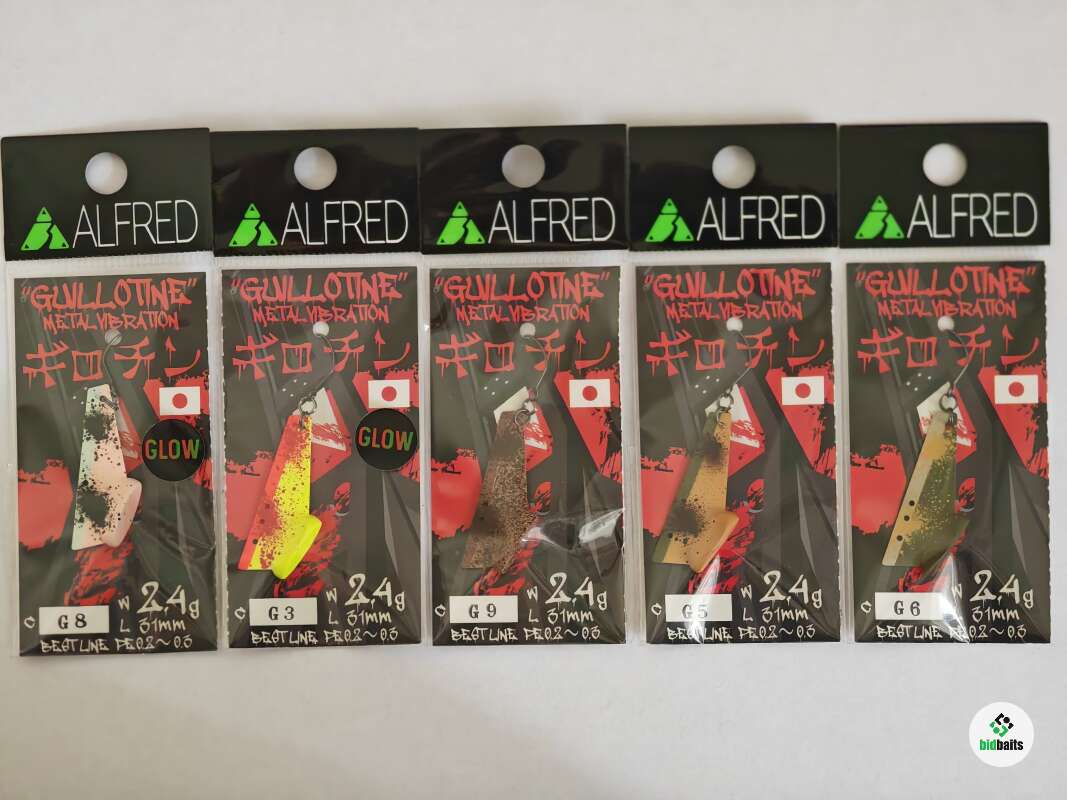 ALFRED
"GUILLOTINE"
METAL VIBRATION
ギロチン
GLOW
W 2.4g
C G8 L 31mm
BEST LINE PE0.2～0.3
ALFRED
"GUILLOTINE"
METAL VIBRATION
ギロチン
GLOW
W 2.4g
C G3 L 31mm
BEST LINE PE0.2～0.3
ALFRED
"GUILLOTINE"
METAL VIBRATION
ギロチン
W 2.4g
C G9 L 31mm
BEST LINE PE0.2～0.3
ALFRED
"GUILLOTINE"
METAL VIBRATION
ギロチン
W 2.4g
C G5 L 31mm
BEST LINE PE0.2～0.3
ALFRED
"GUILLOTINE"
METAL VIBRATION
ギロチン
W 2.4g
C G6 L 31mm
BEST LINE PE0.2～0.3
bidbaits